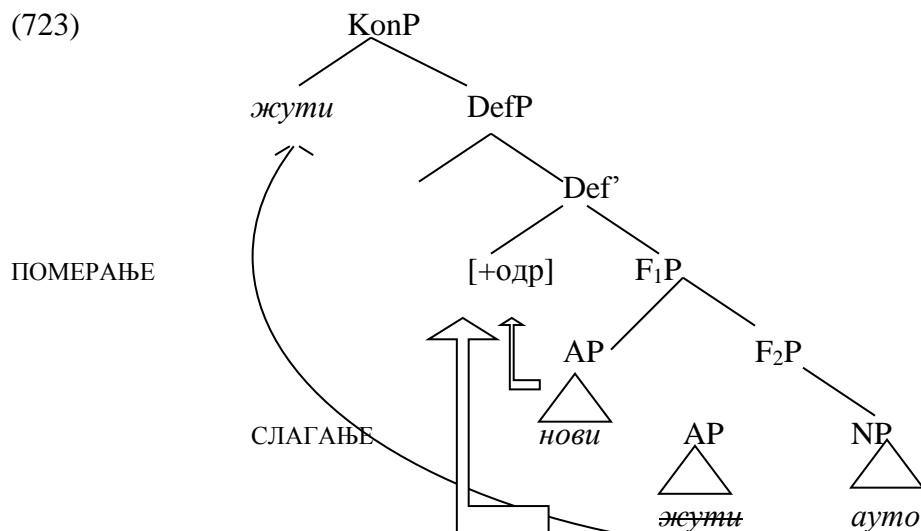 (723) KonP
жути DefP
Def’
ПОМЕРАЊЕ [+одр] F₁P
AP F₂P
СЛАГАЊЕ нови AP NP
жути ауто